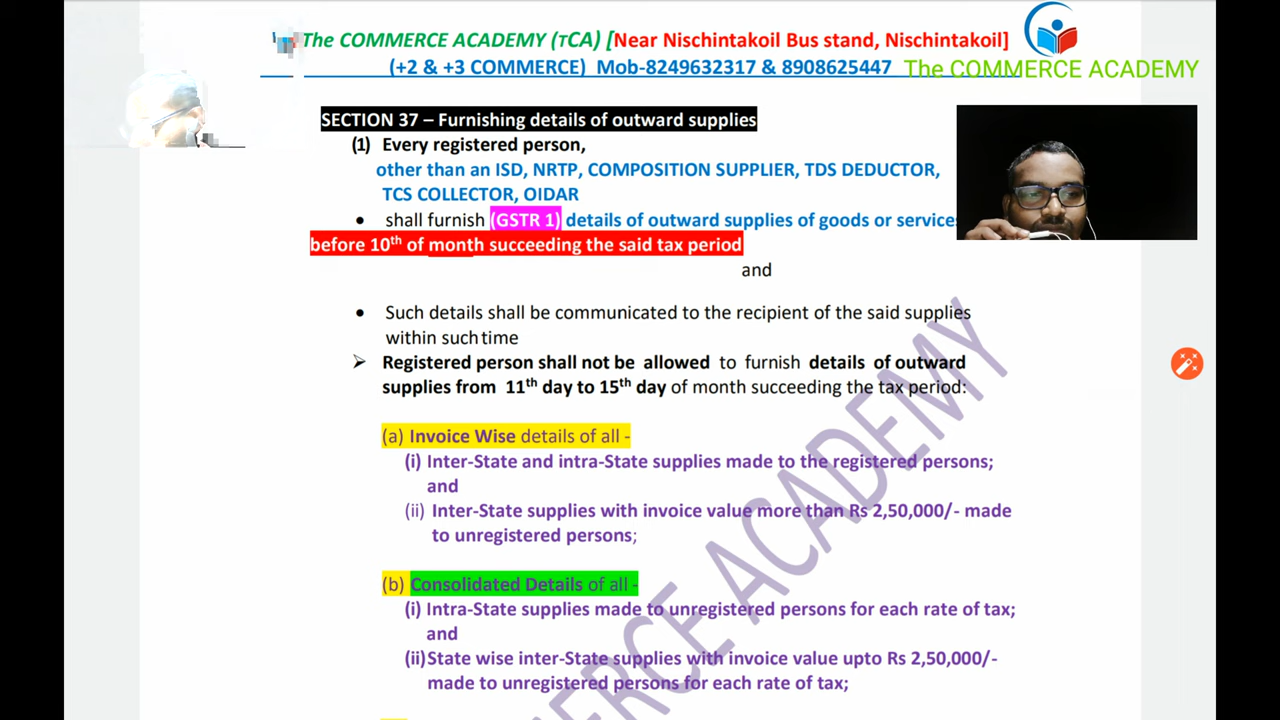 The COMMERCE ACADEMY (TCA) [Near Nischintakoil Bus stand, Nischintakoil]
(+2 & +3 COMMERCE) Mob-8249632317 & 8908625447
The COMMERCE ACADEMY
SECTION 37 – Furnishing details of outward supplies
(1) Every registered person,
other than an ISD, NRTP, COMPOSITION SUPPLIER, TDS DEDUCTOR,
TCS COLLECTOR, OIDAR
• shall furnish (GSTR 1) details of outward supplies of goods or services
before 10th of month succeeding the said tax period
and
• Such details shall be communicated to the recipient of the said supplies
within such time
➢ Registered person shall not be allowed to furnish details of outward
supplies from 11th day to 15th day of month succeeding the tax period:
(a) Invoice Wise details of all -
(i) Inter-State and intra-State supplies made to the registered persons;
and
(ii) Inter-State supplies with invoice value more than Rs 2,50,000/- made
to unregistered persons;
(b) Consolidated Details of all -
(i) Intra-State supplies made to unregistered persons for each rate of tax;
and
(ii) State wise inter-State supplies with invoice value upto Rs 2,50,000/-
made to unregistered persons for each rate of tax;
MERCE ACADEMY